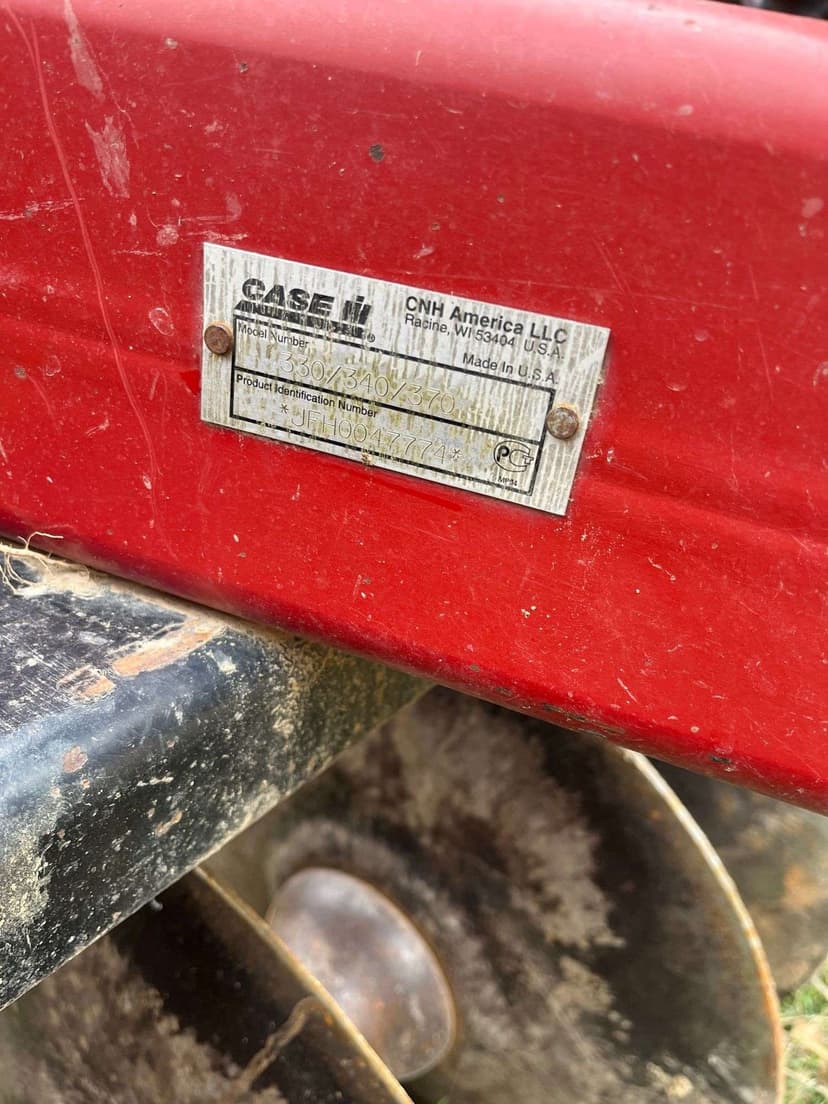 CASE IH
CNH America LLC
Racine, WI 53404 U.S.A.
Made in U.S.A.
Model Number
330/340/370
Product Identification Number
*JFH0047774*